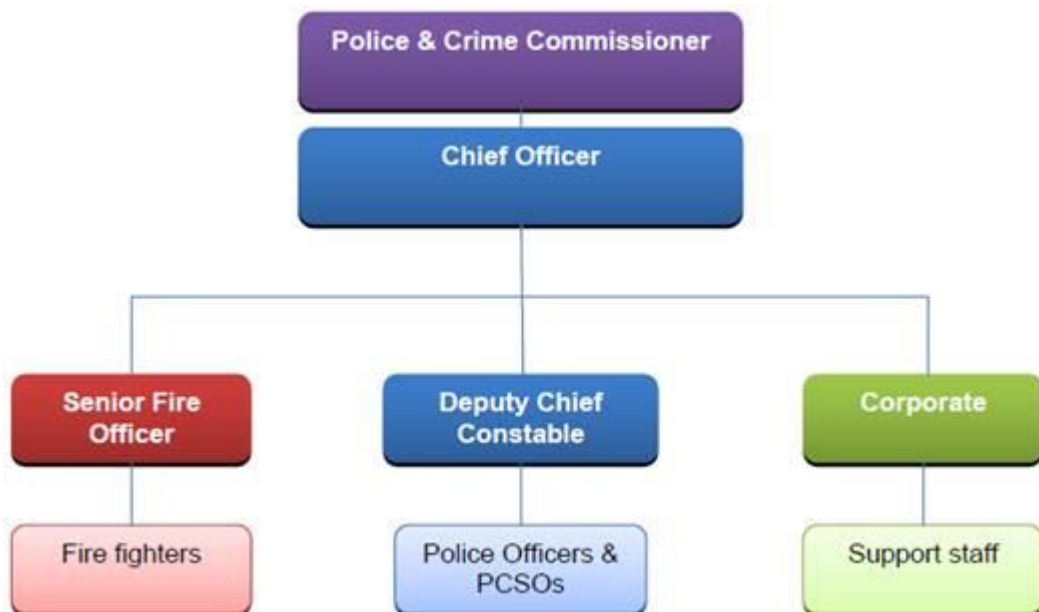 Police & Crime Commissioner
Chief Officer
Senior Fire
Officer
Deputy Chief
Constable
Corporate
Fire fighters
Police Officers &
PCSOs
Support staff